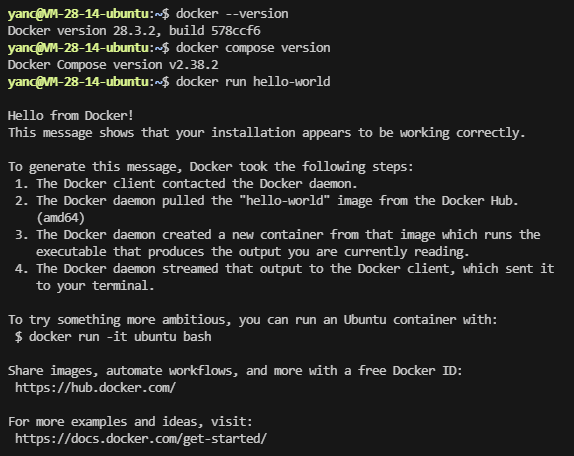 yanc@VM-28-14-ubuntu:~$ docker --version
Docker version 28.3.2, build 578ccf6
yanc@VM-28-14-ubuntu:~$ docker compose version
Docker Compose version v2.38.2
yanc@VM-28-14-ubuntu:~$ docker run hello-world

Hello from Docker!
This message shows that your installation appears to be working correctly.

To generate this message, Docker took the following steps:
 1. The Docker client contacted the Docker daemon.
 2. The Docker daemon pulled the "hello-world" image from the Docker Hub.
    (amd64)
 3. The Docker daemon created a new container from that image which runs the
    executable that produces the output you are currently reading.
 4. The Docker daemon streamed that output to the Docker client, which sent it
    to your terminal.

To try something more ambitious, you can run an Ubuntu container with:
 $ docker run -it ubuntu bash

Share images, automate workflows, and more with a free Docker ID:
 https://hub.docker.com/

For more examples and ideas, visit:
 https://docs.docker.com/get-started/